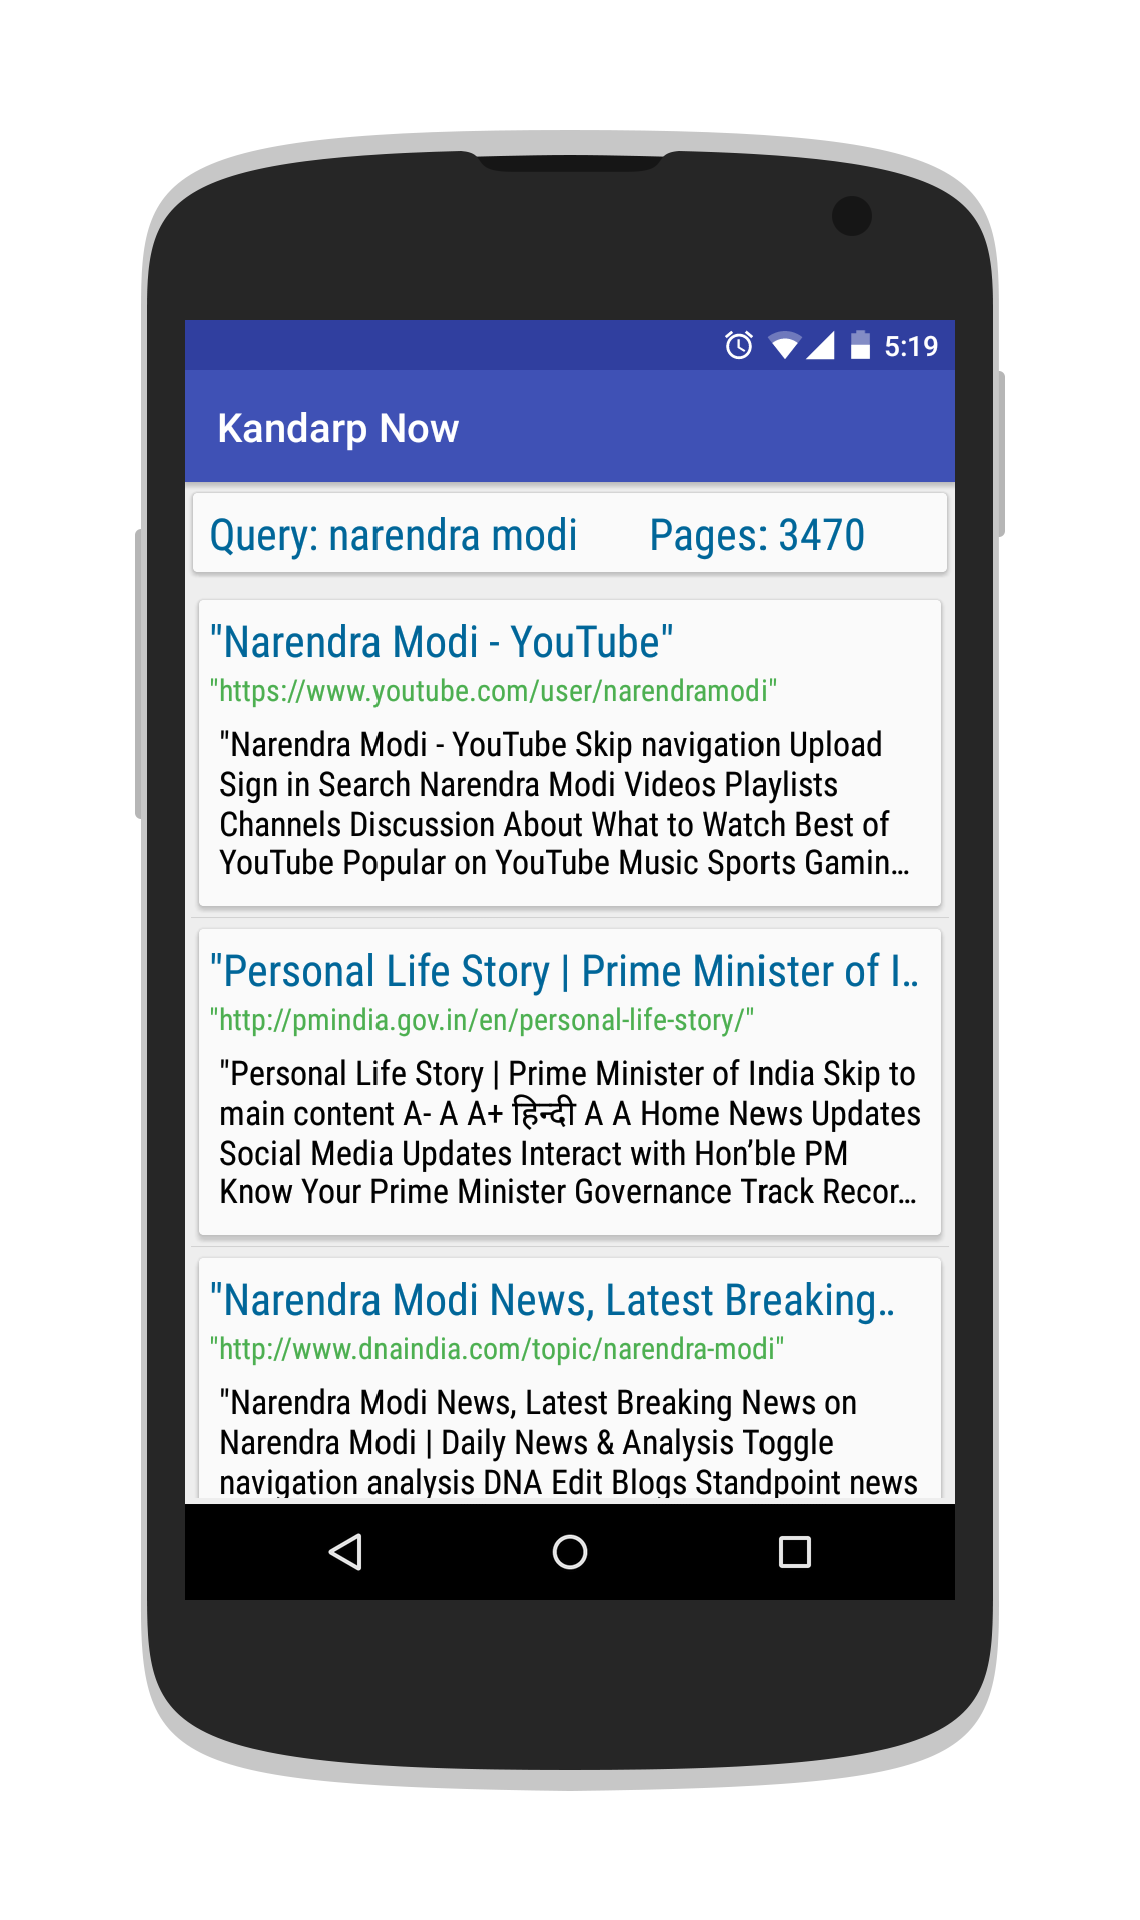 5:19
Kandarp Now
Query: narendra modi Pages: 3470
"Narendra Modi - YouTube"
"https://www.youtube.com/user/narendramodi"
"Narendra Modi - YouTube Skip navigation Upload
Sign in Search Narendra Modi Videos Playlists
Channels Discussion About What to Watch Best of
YouTube Popular on YouTube Music Sports Gamin...
"Personal Life Story | Prime Minister of I..
"http://pmindia.gov.in/en/personal-life-story/"
"Personal Life Story | Prime Minister of India Skip to
main content A- A A+ हिन्दी A A Home News Updates
Social Media Updates Interact with Hon’ble PM
Know Your Prime Minister Governance Track Recor...
"Narendra Modi News, Latest Breaking..
"http://www.dnaindia.com/topic/narendra-modi"
"Narendra Modi News, Latest Breaking News on
Narendra Modi | Daily News & Analysis Toggle
navigation analysis DNA Edit Blogs Standpoint news